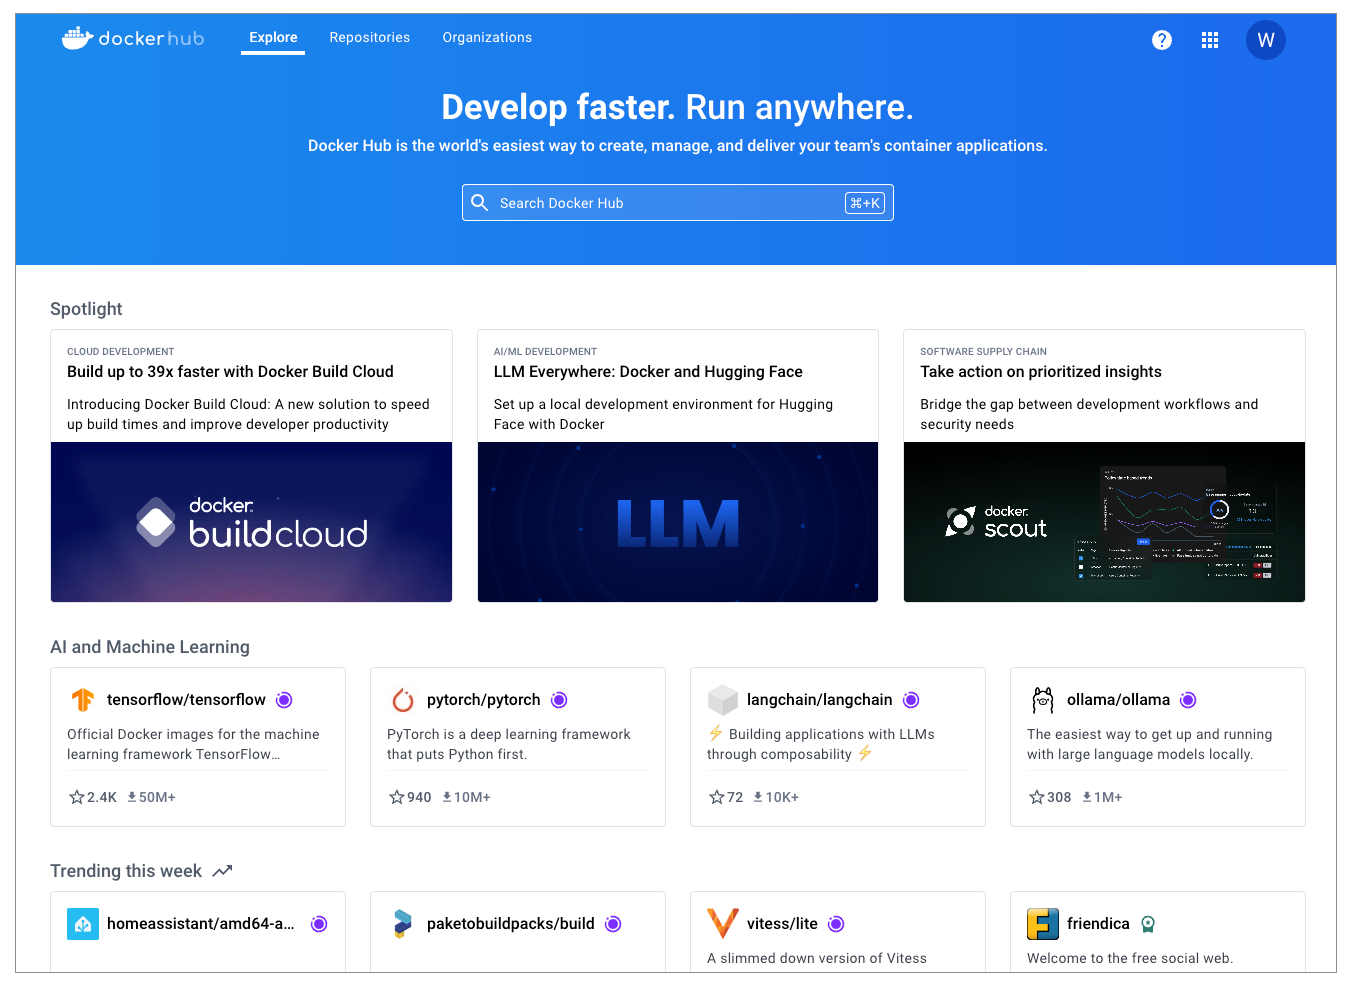 dockerhub
Explore
Repositories
Organizations
?
W
Develop faster. Run anywhere.
Docker Hub is the world's easiest way to create, manage, and deliver your team's container applications.
Search Docker Hub
⌘+K
Spotlight
CLOUD DEVELOPMENT
Build up to 39x faster with Docker Build Cloud
Introducing Docker Build Cloud: A new solution to speed
up build times and improve developer productivity
docker
buildcloud
AI/ML DEVELOPMENT
LLM Everywhere: Docker and Hugging Face
Set up a local development environment for Hugging
Face with Docker
LLM
SOFTWARE SUPPLY CHAIN
Take action on prioritized insights
Bridge the gap between development workflows and
security needs
docker
scout
AI and Machine Learning
tensorflow/tensorflow
Official Docker images for the machine
learning framework TensorFlow…
2.4K
50M+
pytorch/pytorch
PyTorch is a deep learning framework
that puts Python first.
940
10M+
langchain/langchain
⚡ Building applications with LLMs
through composability ⚡
72
10K+
ollama/ollama
The easiest way to get up and running
with large language models locally.
308
1M+
Trending this week
homeassistant/amd64-a...
paketobuildpacks/build
vitess/lite
A slimmed down version of Vitess
friendica
Welcome to the free social web.